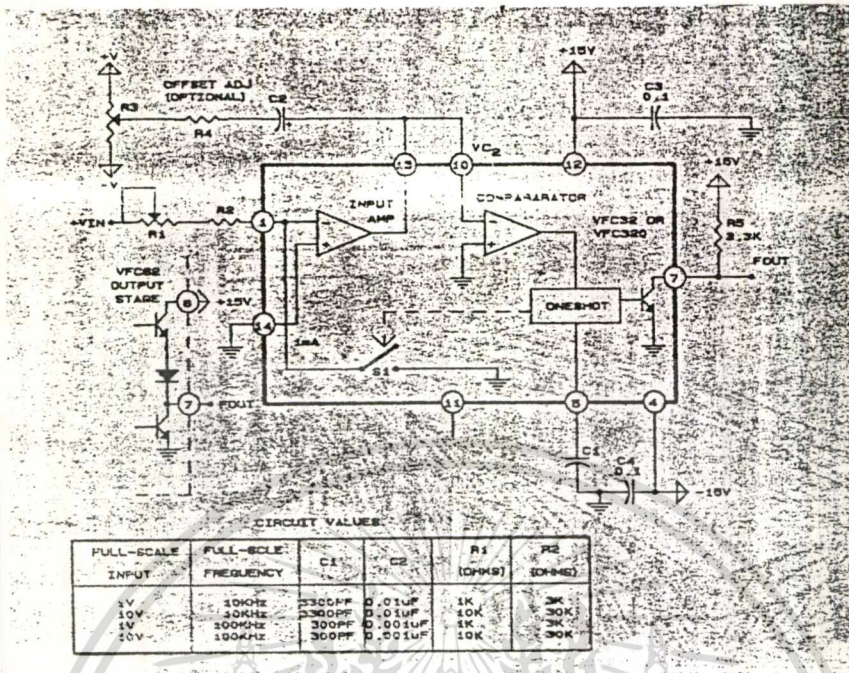 -V
+15V
OFFSET ADJ
(OPTIONAL)
C3
0.1
R3
C2
R4
VC2
+15V
-V
13
10
12
INPUT
AMP
COMPARARATOR
VFC32 OR
VFC320
R5
3.3K
+VIN
R1
R2
1
7
FOUT
VFC62
OUTPUT
STAGE
6
+15V
14
ONESHOT
1mA
S1
7
FOUT
11
5
4
C1
C4
0.1
-15V
CIRCUIT VALUES
FULL-SCALE INPUT FULL-SCLE FREQUENCY C1 C2 R1 (OHMS) R2 (OHMS)
1V 10KHz 3300PF 0.01uF 1K 3K
10V 10KHz 3300PF 0.01uF 10K 30K
1V 100KHz 300PF 0.001uF 1K 3K
10V 100KHz 300PF 0.001uF 10K 30K